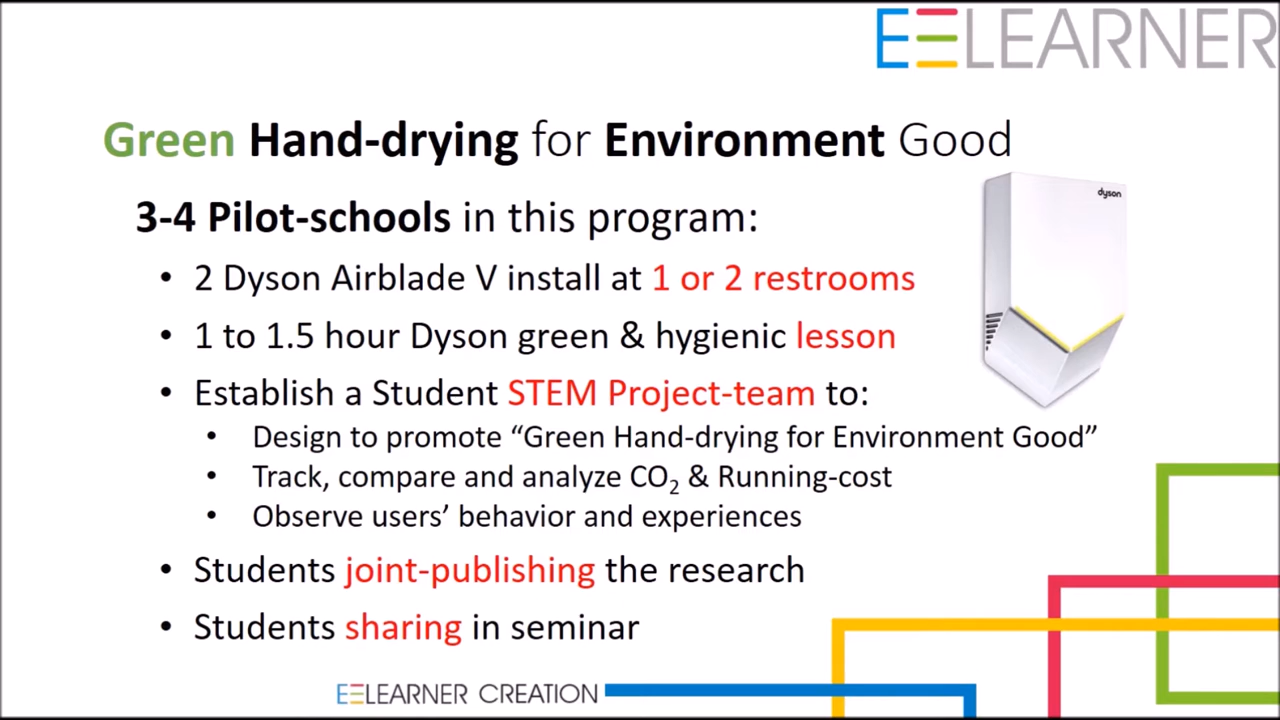 EELEARNER
Green Hand-drying for Environment Good
dyson
3-4 Pilot-schools in this program:
• 2 Dyson Airblade V install at 1 or 2 restrooms
• 1 to 1.5 hour Dyson green & hygienic lesson
• Establish a Student STEM Project-team to:
• Design to promote “Green Hand-drying for Environment Good”
• Track, compare and analyze CO₂ & Running-cost
• Observe users’ behavior and experiences
• Students joint-publishing the research
• Students sharing in seminar
EELEARNER CREATION